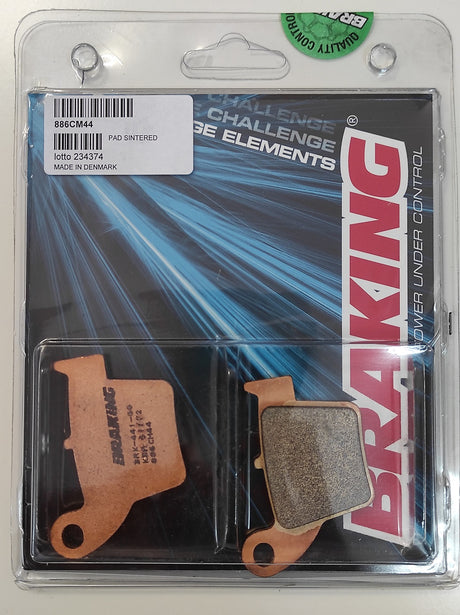 QUALITY CONTROL
BRAKING
886CM44
PAD SINTERED
lotto 234374
MADE IN DENMARK
CHALLENGE
CHALLENGE
GE ELEMENTS
BRAKING®
POWER UNDER CONTROL
BRAKING
886CM44